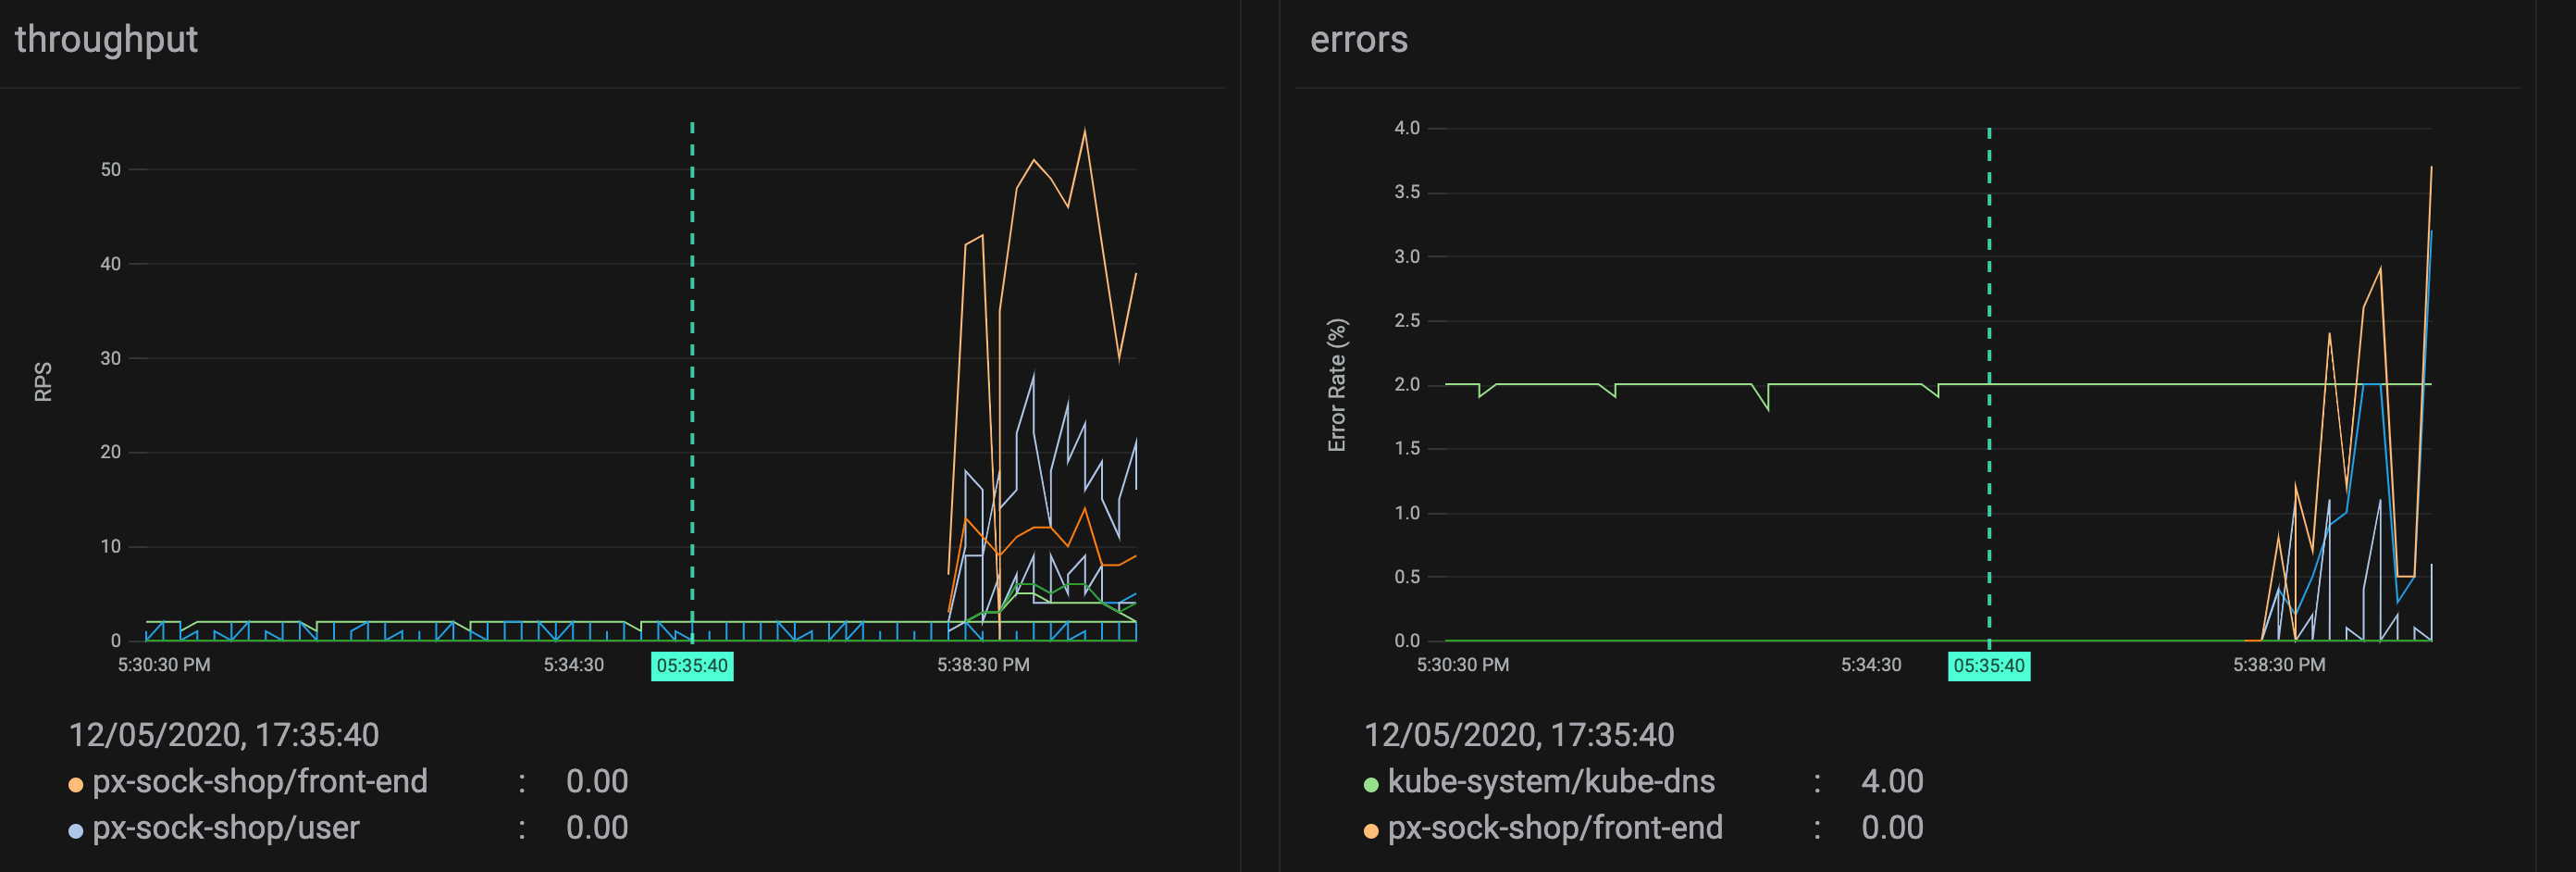 throughput
50
40
30
20
10
0
RPS
5:30:30 PM 5:34:30 05:35:40 5:38:30 PM
12/05/2020, 17:35:40
px-sock-shop/front-end : 0.00
px-sock-shop/user : 0.00
errors
4.0
3.5
3.0
2.5
2.0
1.5
1.0
0.5
0.0
Error Rate (%)
5:30:30 PM 5:34:30 05:35:40 5:38:30 PM
12/05/2020, 17:35:40
kube-system/kube-dns : 4.00
px-sock-shop/front-end : 0.00